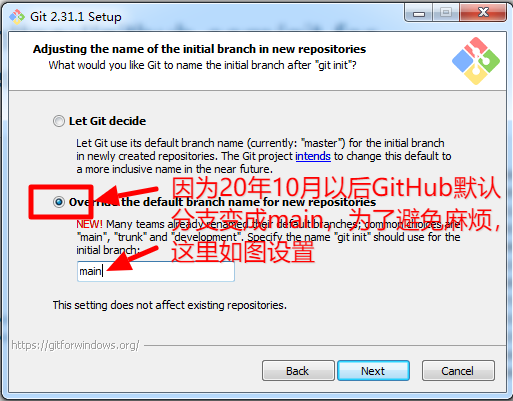 Git 2.31.1 Setup
Adjusting the name of the initial branch in new repositories
What would you like Git to name the initial branch after "git init"?
Let Git decide
Let Git use its default branch name (currently: "master") for the initial branch
in newly created repositories. The Git project intends to change this default to
a more inclusive name in the near future.
Override the default branch name for new repositories
因为20年10月以后GitHub默认
分支变成main，为了避免麻烦，
这里如图设置
NEW! Many teams already renamed their default branches; common choices are
"main", "trunk" and "development". Specify the name "git init" should use for the
initial branch:
main
This setting does not affect existing repositories.
https://gitforwindows.org/
Back
Next
Cancel